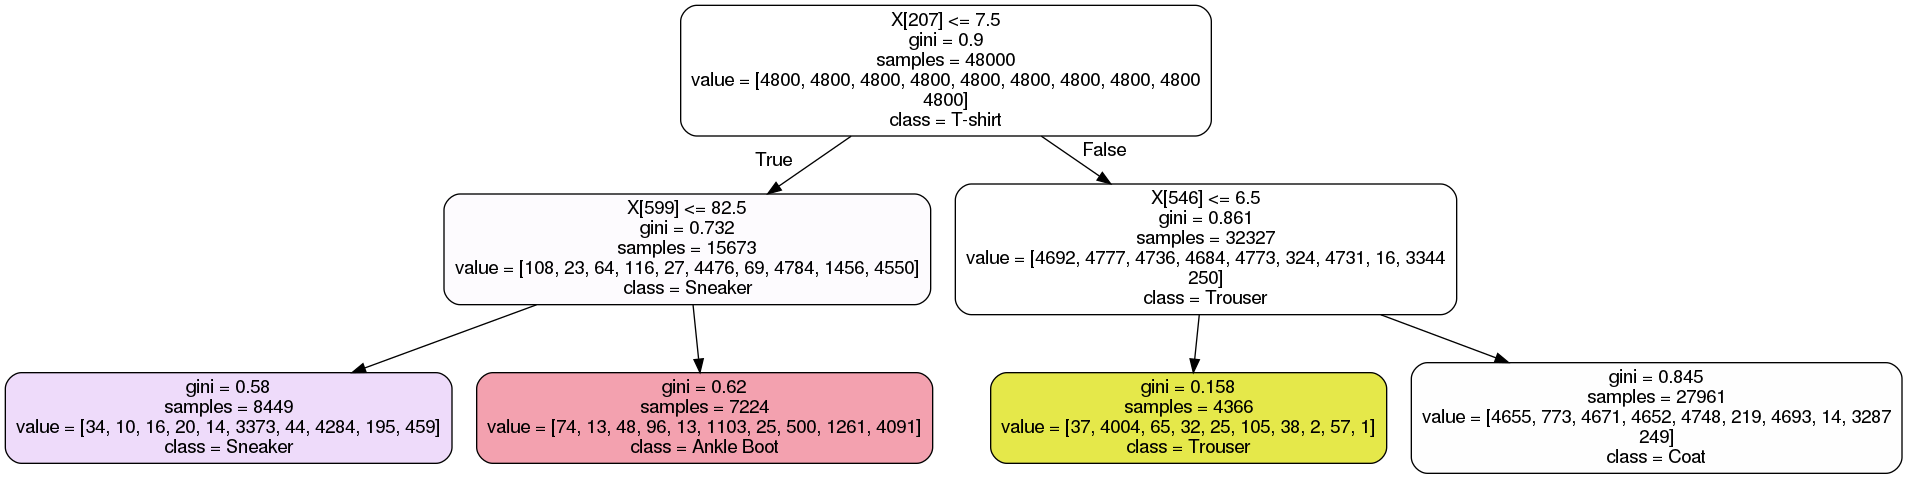 X[207] <= 7.5
gini = 0.9
samples = 48000
value = [4800, 4800, 4800, 4800, 4800, 4800, 4800, 4800, 4800
4800]
class = T-shirt
True
False
X[599] <= 82.5
gini = 0.732
samples = 15673
value = [108, 23, 64, 116, 27, 4476, 69, 4784, 1456, 4550]
class = Sneaker
X[546] <= 6.5
gini = 0.861
samples = 32327
value = [4692, 4777, 4736, 4684, 4773, 324, 4731, 16, 3344
250]
class = Trouser
gini = 0.58
samples = 8449
value = [34, 10, 16, 20, 14, 3373, 44, 4284, 195, 459]
class = Sneaker
gini = 0.62
samples = 7224
value = [74, 13, 48, 96, 13, 1103, 25, 500, 1261, 4091]
class = Ankle Boot
gini = 0.158
samples = 4366
value = [37, 4004, 65, 32, 25, 105, 38, 2, 57, 1]
class = Trouser
gini = 0.845
samples = 27961
value = [4655, 773, 4671, 4652, 4748, 219, 4693, 14, 3287
249]
class = Coat